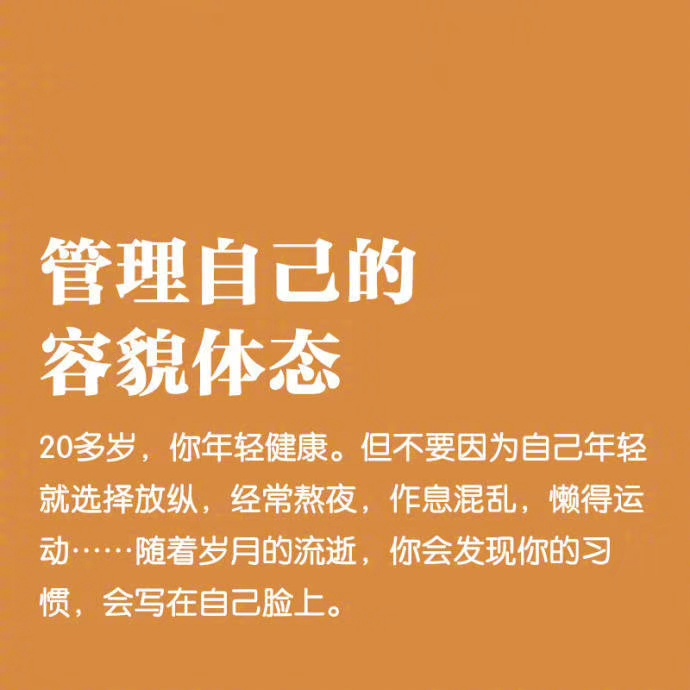 管理自己的
容貌体态
20多岁，你年轻健康。但不要因为自己年轻
就选择放纵，经常熬夜，作息混乱，懒得运
动……随着岁月的流逝，你会发现你的习
惯，会写在自己脸上。